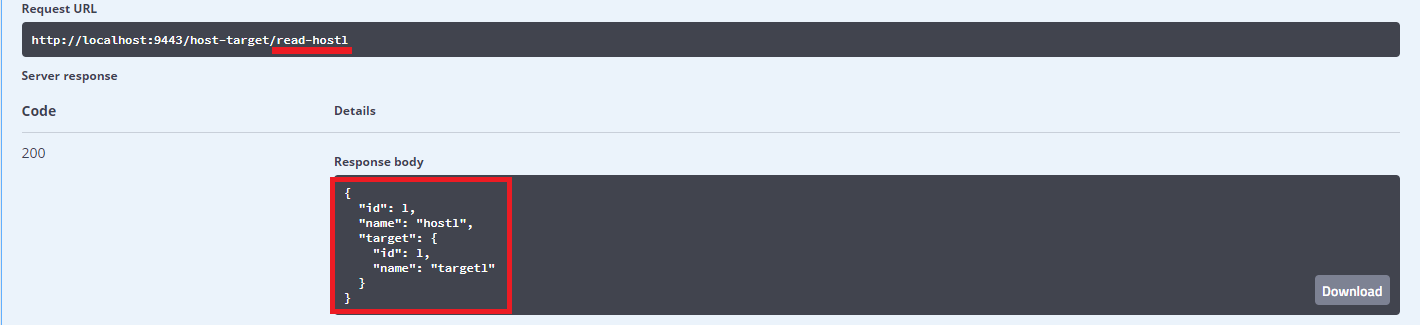 Request URL
http://localhost:9443/host-target/read-host1
Server response
Code Details
200
Response body
{
  "id": 1,
  "name": "host1",
  "target": {
    "id": 1,
    "name": "target1"
  }
}
Download